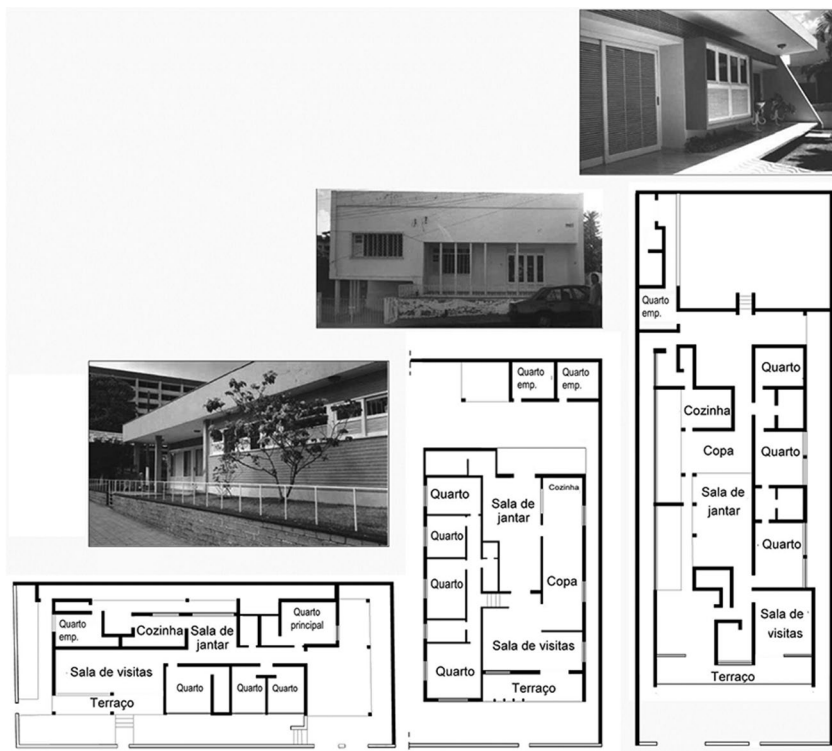 Quarto
emp.
Cozinha
Sala de
jantar
Quarto
principal
Sala de visitas
Quarto
Quarto
Quarto
Terraço
Quarto
emp.
Quarto
emp.
Quarto
Sala de
jantar
Cozinha
Quarto
Quarto
Copa
Sala de visitas
Quarto
Terraço
Quarto
emp.
Quarto
Cozinha
Copa
Quarto
Sala de
jantar
Quarto
Sala de
visitas
Terraço